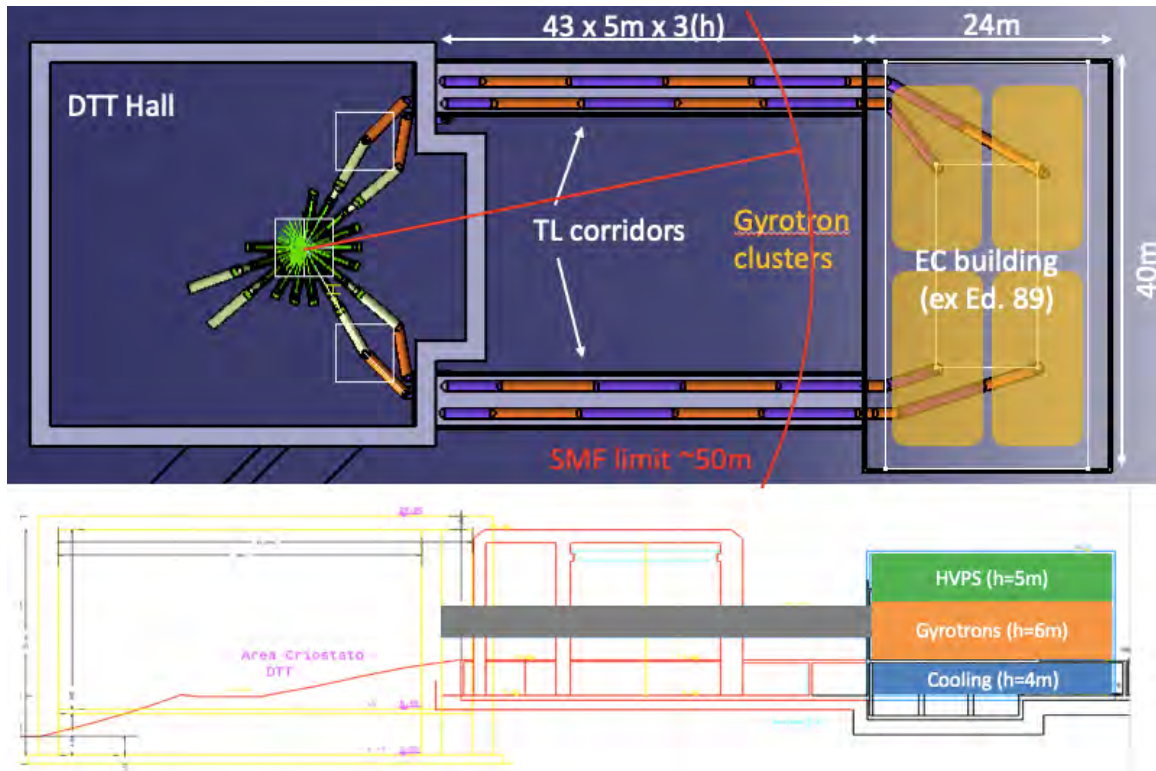 43 x 5m x 3(h)
24m
DTT Hall
TL corridors
Gyrotron
clusters
EC building
(ex Ed. 89)
40m
SMF limit ~50m
HVPS (h=5m)
Gyrotrons (h=6m)
Cooling (h=4m)
Area Criostato
DTT